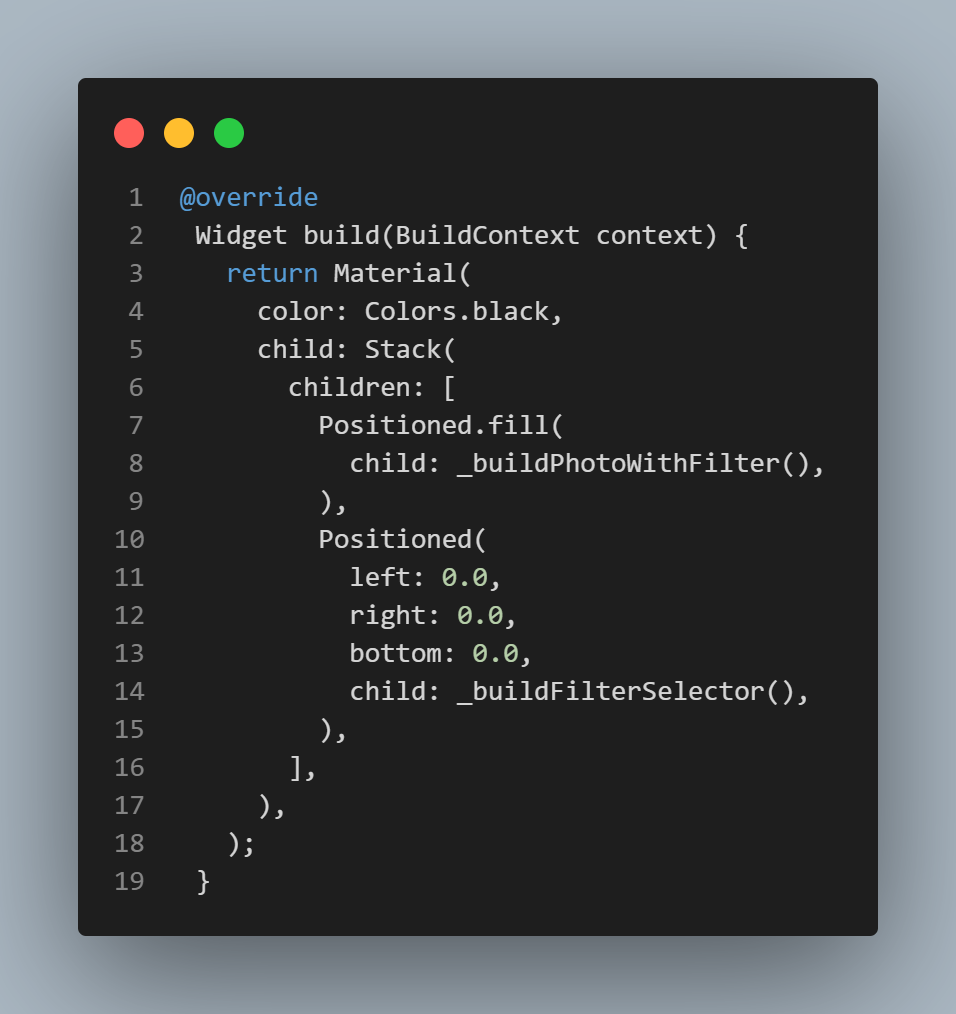 1 @override
2 Widget build(BuildContext context) {
3 return Material(
4 color: Colors.black,
5 child: Stack(
6 children: [
7 Positioned.fill(
8 child: _buildPhotoWithFilter(),
9 ),
10 Positioned(
11 left: 0.0,
12 right: 0.0,
13 bottom: 0.0,
14 child: _buildFilterSelector(),
15 ),
16 ],
17 ),
18 );
19 }